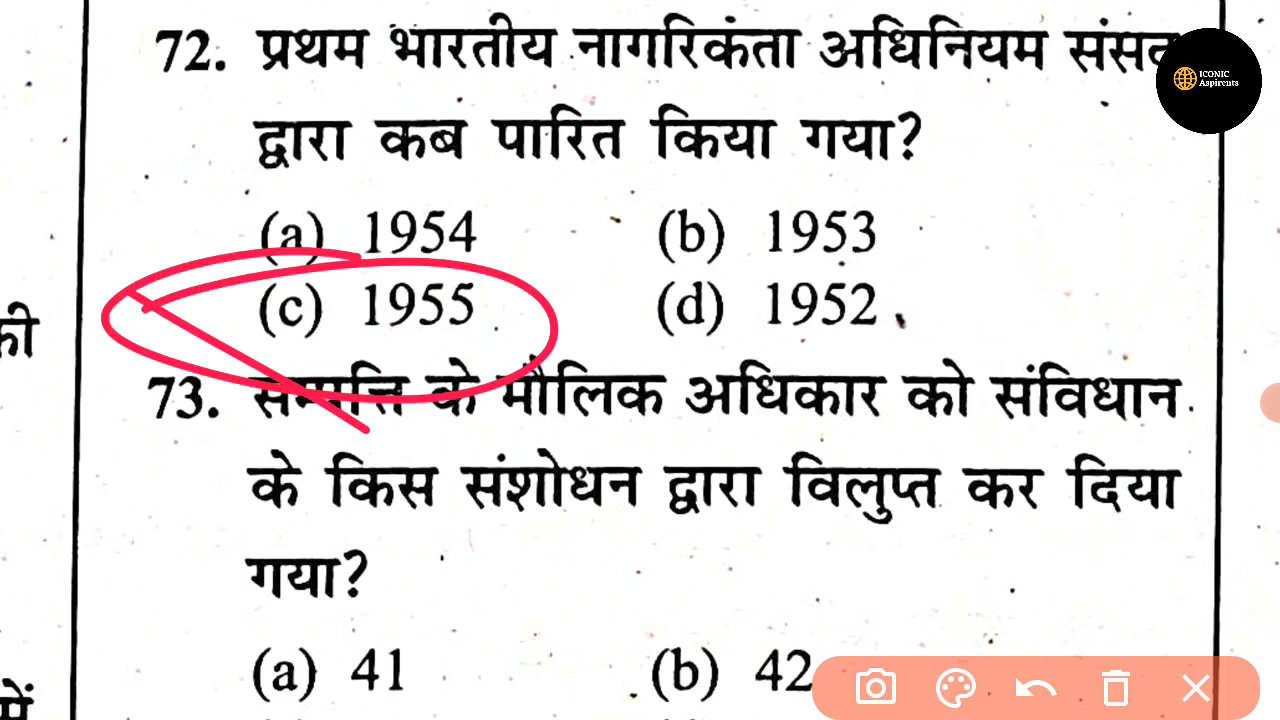 72. प्रथम भारतीय नागरिकता अधिनियम संसद
ICONIC
Aspirents
द्वारा कब पारित किया गया?
(a) 1954 (b) 1953
(c) 1955 (d) 1952
की
73. सम्पत्ति के मौलिक अधिकार को संविधान
के किस संशोधन द्वारा विलुप्त कर दिया
गया?
(a) 41 (b) 42
में